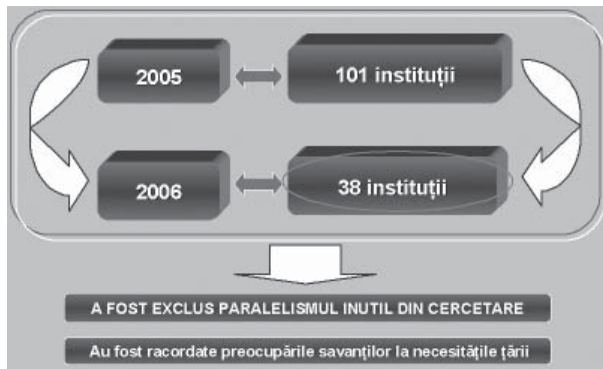 2005
101 instituții
2006
38 instituții
A FOST EXCLUS PARALELISMUL INUTIL DIN CERCETARE
Au fost racordate preocupările savanților la necesitățile țării